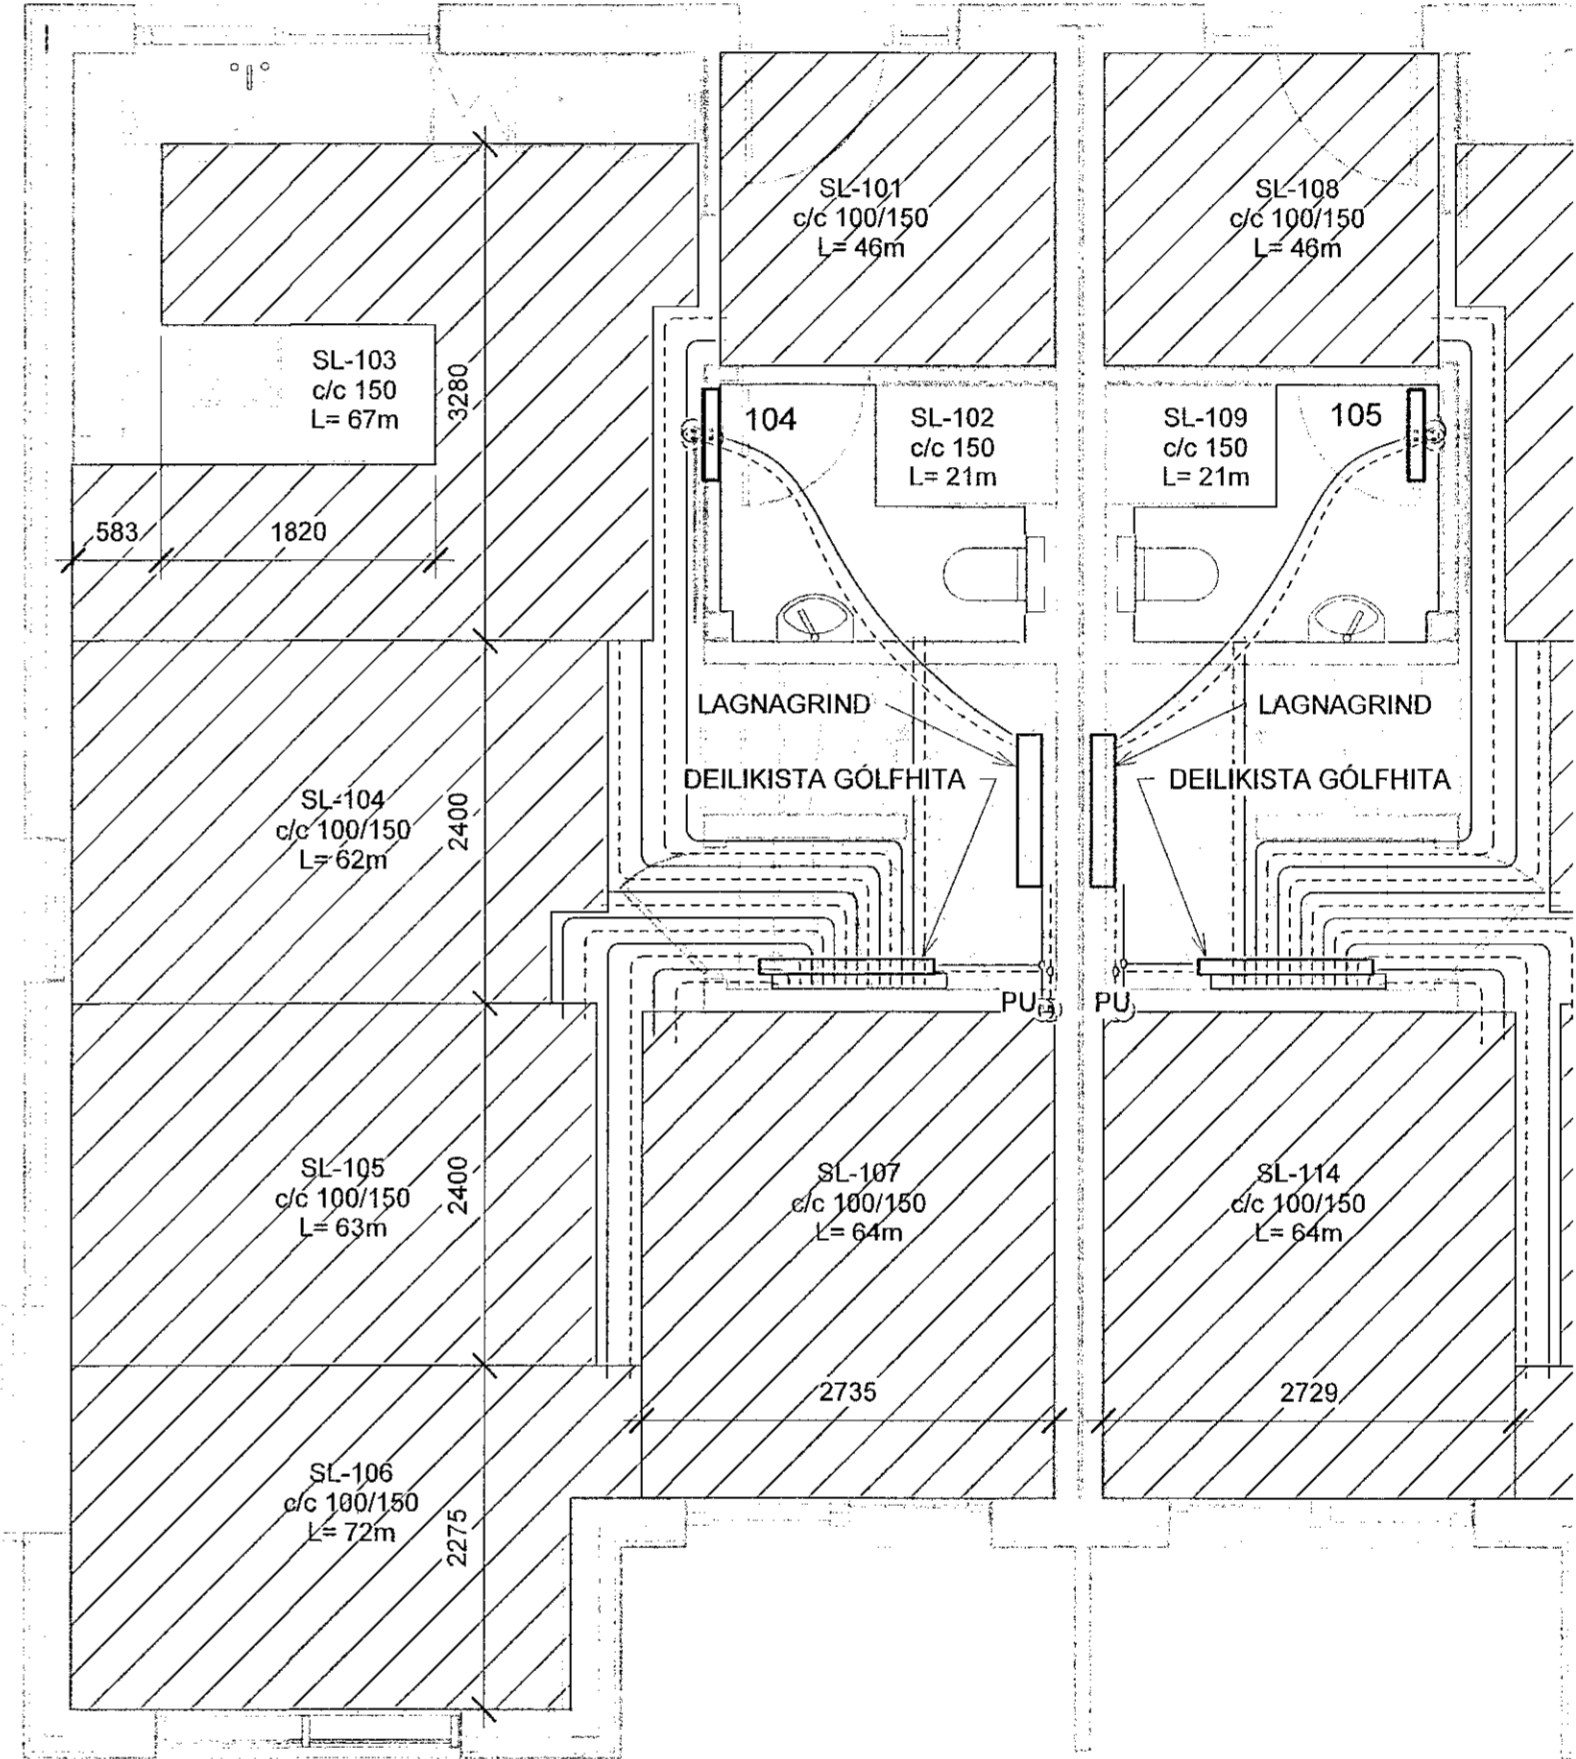 SL-101
c/c 100/150
L= 46m
SL-108
c/c 100/150
L= 46m
SL-103
c/c 150
L= 67m
3280
104
SL-102
c/c 150
L= 21m
SL-109
c/c 150
L= 21m
105
583
1820
LAGNAGRIND
LAGNAGRIND
DEILIKISTA GÓLFHITA
DEILIKISTA GÓLFHITA
SL-104
c/c 100/150
L= 62m
2400
PU
PU
SL-105
c/c 100/150
L= 63m
2400
SL-107
c/c 100/150
L= 64m
SL-114
c/c 100/150
L= 64m
2735
2729
SL-106
c/c 100/150
L= 72m
2275